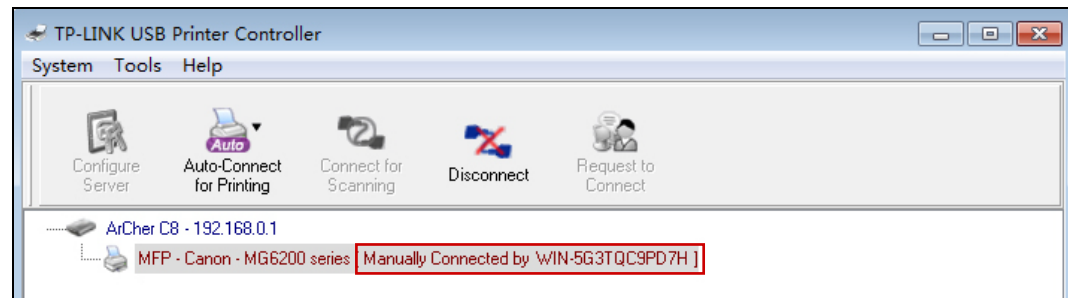 TP-LINK USB Printer Controller
System Tools Help
Auto
Configure Server
Auto-Connect for Printing
Connect for Scanning
Disconnect
Request to Connect
ArCher C8 - 192.168.0.1
MFP - Canon - MG6200 series [ Manually Connected by WIN-5G3TQC9PD7H ]